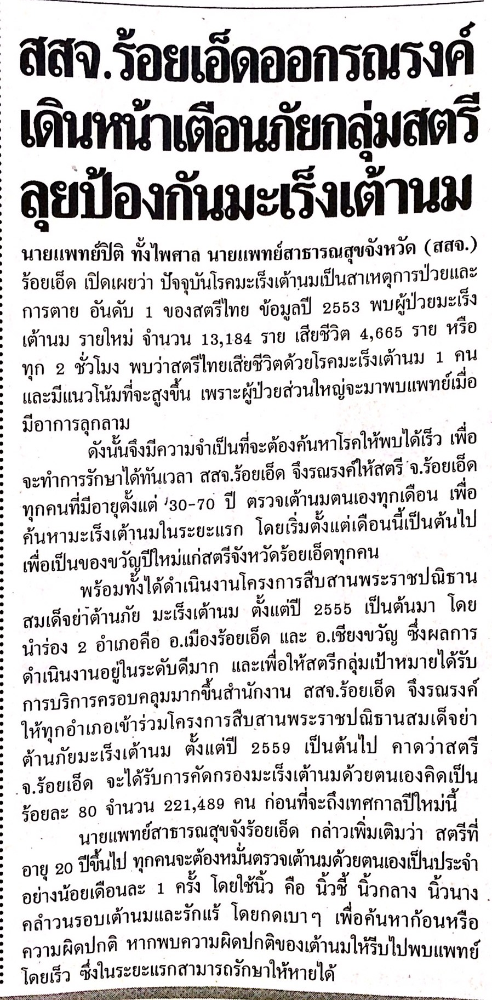 สสจ.ร้อยเอ็ดออกรณรงค์
เดินหน้าเตือนภัยกลุ่มสตรี
ลุยป้องกันมะเร็งเต้านม
นายแพทย์ปิติ ทั้งไพศาล นายแพทย์สาธารณสุขจังหวัด (สสจ.)
ร้อยเอ็ด เปิดเผยว่า ปัจจุบันโรคมะเร็งเต้านมเป็นสาเหตุการป่วยและ
การตาย อันดับ 1 ของสตรีไทย ข้อมูลปี 2553 พบผู้ป่วยมะเร็ง
เต้านม รายใหม่ จำนวน 13,184 ราย เสียชีวิต 4,665 ราย หรือ
ทุก 2 ชั่วโมง พบว่าสตรีไทยเสียชีวิตด้วยโรคมะเร็งเต้านม 1 คน
และมีแนวโน้มที่จะสูงขึ้น เพราะผู้ป่วยส่วนใหญ่จะมาพบแพทย์เมื่อ
มีอาการลุกลาม
ดังนั้นจึงมีความจำเป็นที่จะต้องค้นหาโรคให้พบได้เร็ว เพื่อ
จะทำการรักษาได้ทันเวลา สสจ.ร้อยเอ็ด จึงรณรงค์ให้สตรี จ.ร้อยเอ็ด
ทุกคนที่มีอายุตั้งแต่ 30-70 ปี ตรวจเต้านมตนเองทุกเดือน เพื่อ
ค้นหามะเร็งเต้านมในระยะแรก โดยเริ่มตั้งแต่เดือนนี้เป็นต้นไป
เพื่อเป็นของขวัญปีใหม่แก่สตรีจังหวัดร้อยเอ็ดทุกคน
พร้อมทั้งได้ดำเนินงานโครงการสืบสานพระราชปณิธาน
สมเด็จย่าต้านภัย มะเร็งเต้านม ตั้งแต่ปี 2555 เป็นต้นมา โดย
นำร่อง 2 อำเภอคือ อ.เมืองร้อยเอ็ด และ อ.เชียงขวัญ ซึ่งผลการ
ดำเนินงานอยู่ในระดับดีมาก และเพื่อให้สตรีกลุ่มเป้าหมายได้รับ
การบริการครอบคลุมมากขึ้นสำนักงาน สสจ.ร้อยเอ็ด จึงรณรงค์
ให้ทุกอำเภอเข้าร่วมโครงการสืบสานพระราชปณิธานสมเด็จย่า
ต้านภัยมะเร็งเต้านม ตั้งแต่ปี 2559 เป็นต้นไป คาดว่าสตรี
จ.ร้อยเอ็ด จะได้รับการคัดกรองมะเร็งเต้านมด้วยตนเองคิดเป็น
ร้อยละ 80 จำนวน 221,489 คน ก่อนที่จะถึงเทศกาลปีใหม่นี้
นายแพทย์สาธารณสุขจังร้อยเอ็ด กล่าวเพิ่มเติมว่า สตรีที่
อายุ 20 ปีขึ้นไป ทุกคนจะต้องหมั่นตรวจเต้านมด้วยตนเองเป็นประจำ
อย่างน้อยเดือนละ 1 ครั้ง โดยใช้นิ้ว คือ นิ้วชี้ นิ้วกลาง นิ้วนาง
คลำวนรอบเต้านมและรักแร้ โดยกดเบาๆ เพื่อค้นหาก้อนหรือ
ความผิดปกติ หากพบความผิดปกติของเต้านมให้รีบไปพบแพทย์
โดยเร็ว ซึ่งในระยะแรกสามารถรักษาให้หายได้